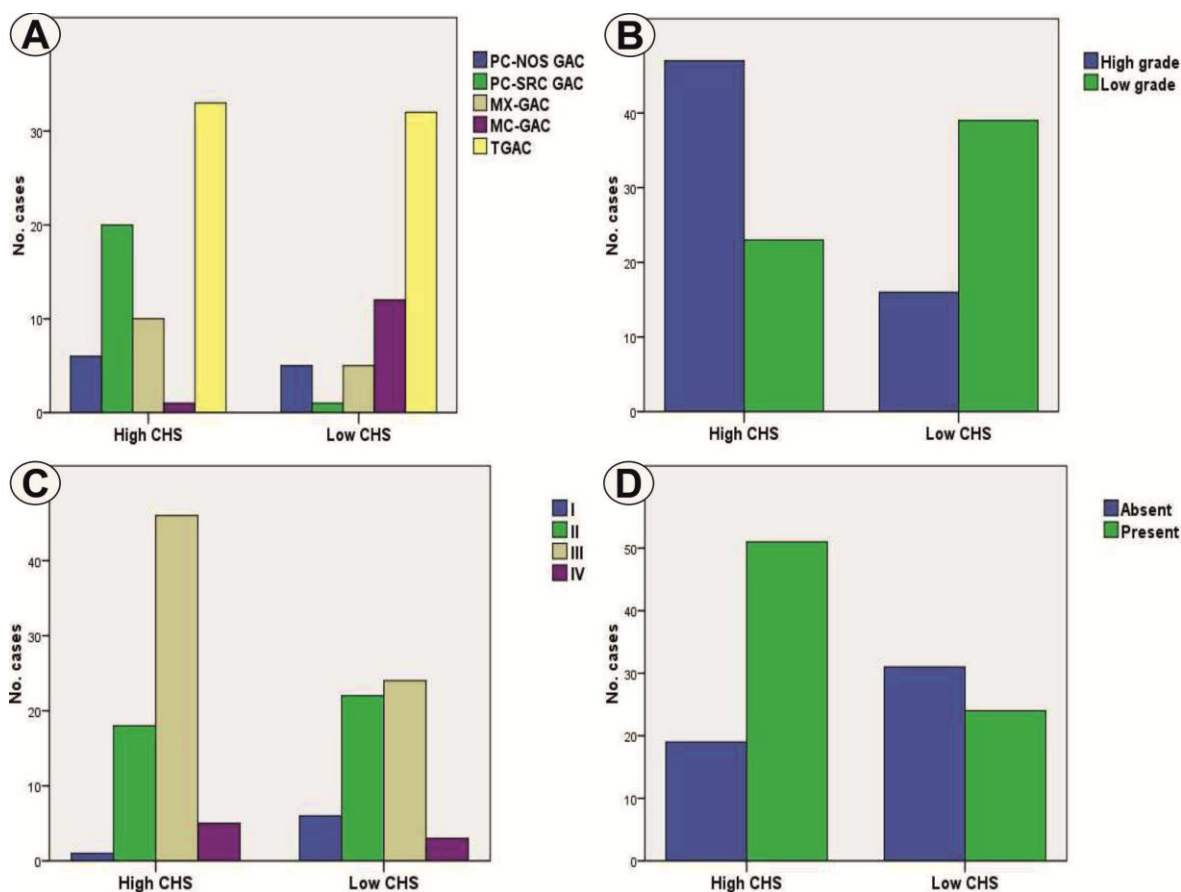 A
PC-NOS GAC
PC-SRC GAC
MX-GAC
MC-GAC
TGAC
No. cases
30
20
10
0
High CHS
Low CHS
B
High grade
Low grade
No. cases
40
30
20
10
0
High CHS
Low CHS
C
I
II
III
IV
No. cases
40
30
20
10
0
High CHS
Low CHS
D
Absent
Present
No. cases
50
40
30
20
10
0
High CHS
Low CHS